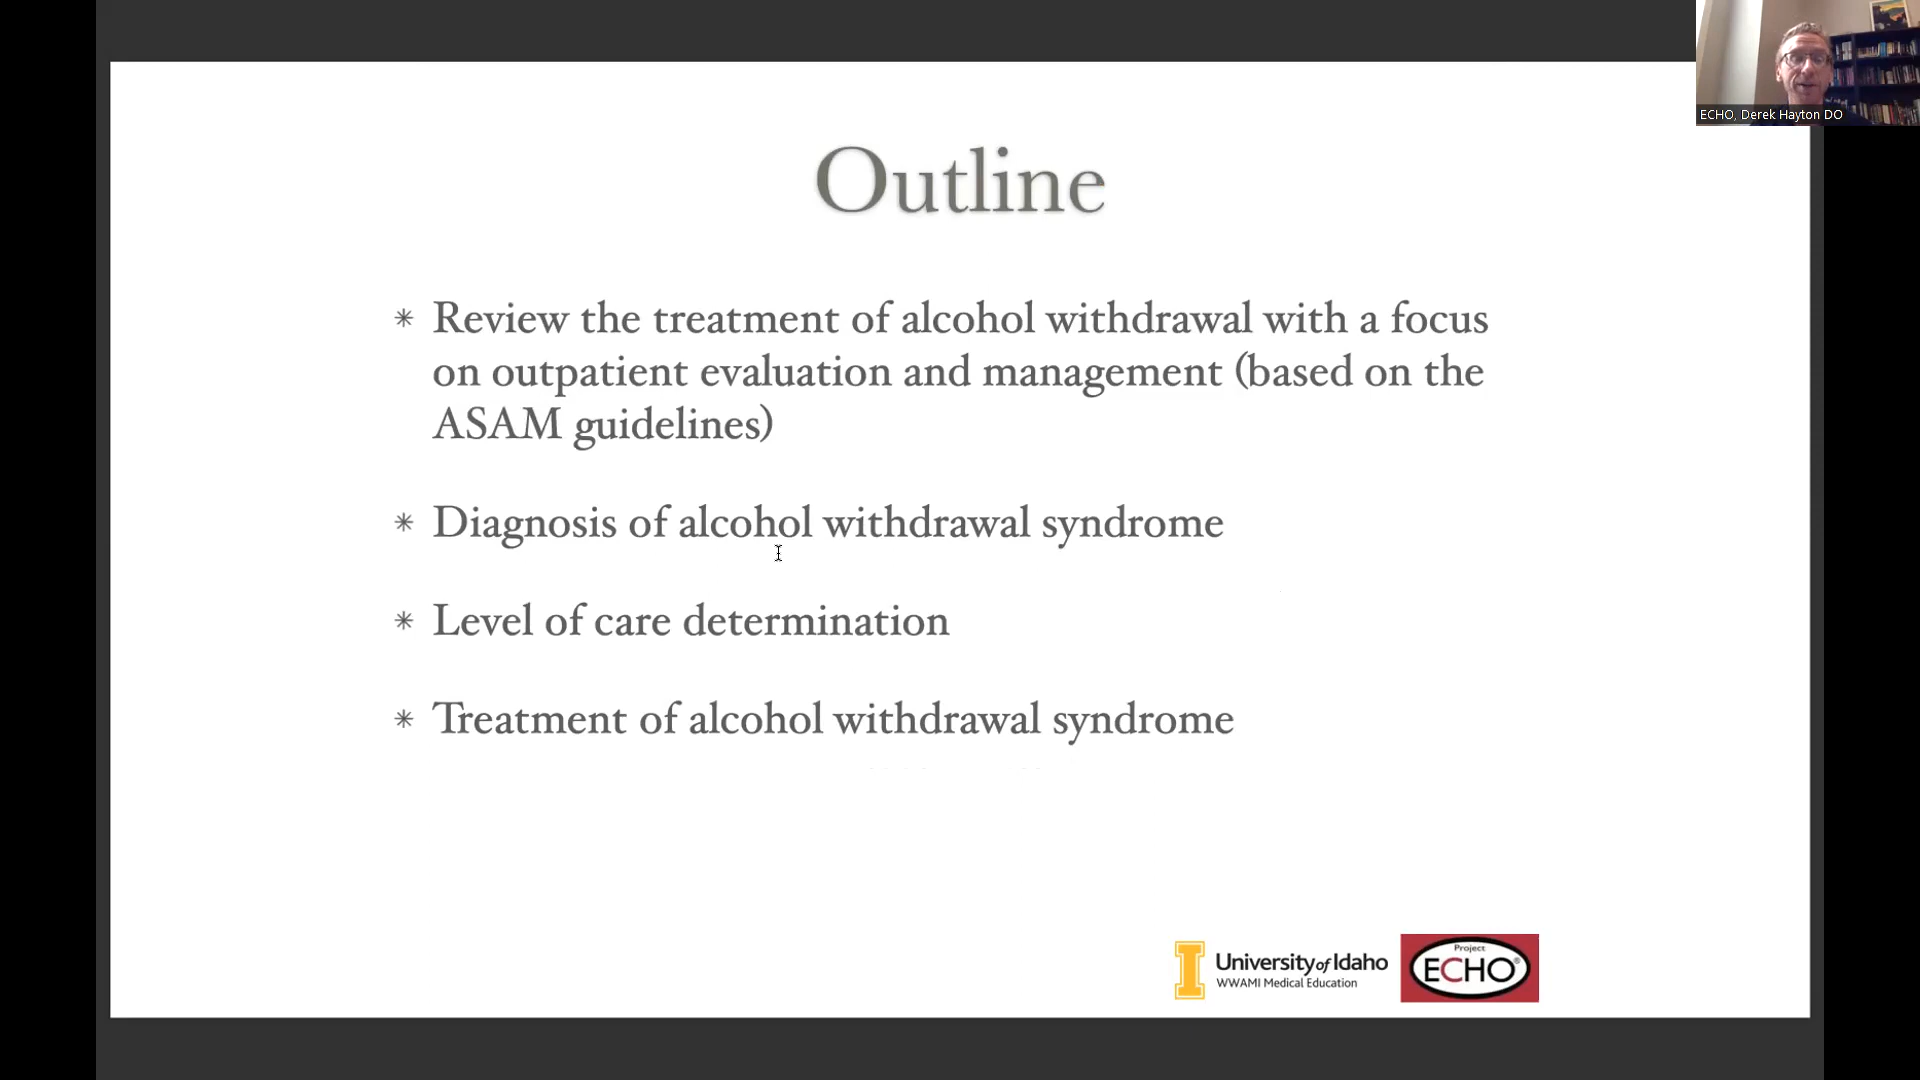 ECHO, Derek Hayton DO
Outline
✳ Review the treatment of alcohol withdrawal with a focus
on outpatient evaluation and management (based on the
ASAM guidelines)
✳ Diagnosis of alcohol withdrawal syndrome
✳ Level of care determination
✳ Treatment of alcohol withdrawal syndrome
I
University of Idaho
WWAMI Medical Education
Project
ECHO®